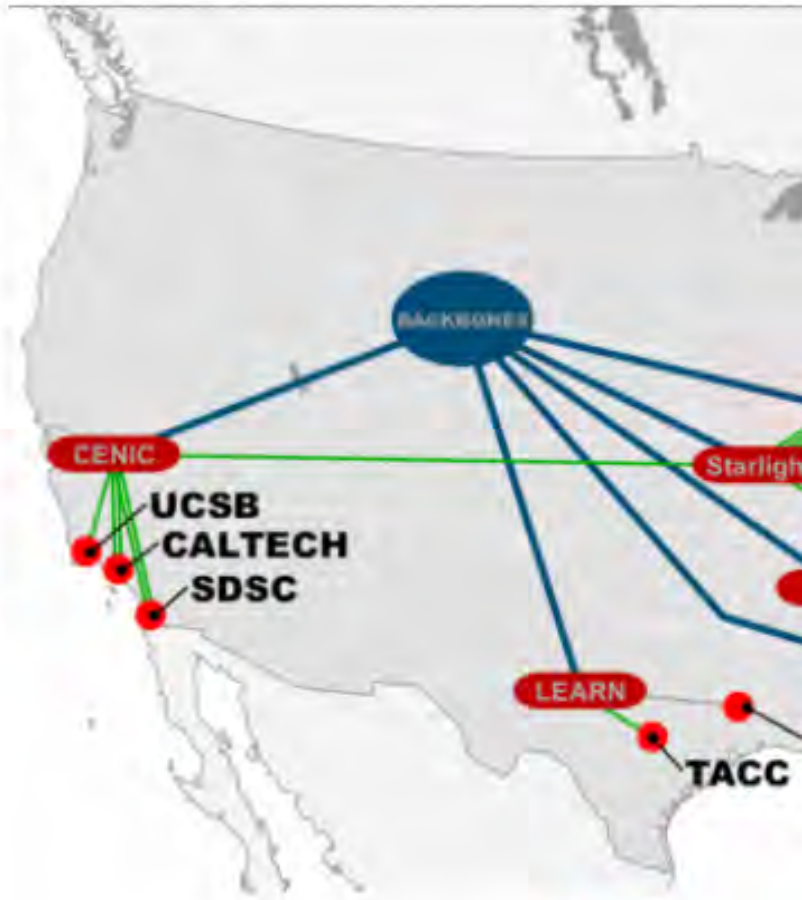 BACKBONES
CENIC
Starligh
UCSB
CALTECH
SDSC
LEARN
TACC